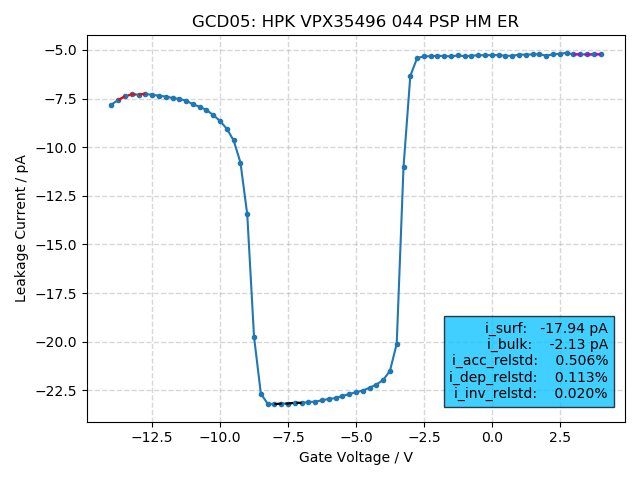 GCD05: HPK VPX35496 044 PSP HM ER
Leakage Current / pA
−5.0
−7.5
−10.0
−12.5
−15.0
−17.5
−20.0
−22.5
i_surf: -17.94 pA
i_bulk: -2.13 pA
i_acc_relstd: 0.506%
i_dep_relstd: 0.113%
i_inv_relstd: 0.020%
−12.5 −10.0 −7.5 −5.0 −2.5 0.0 2.5
Gate Voltage / V